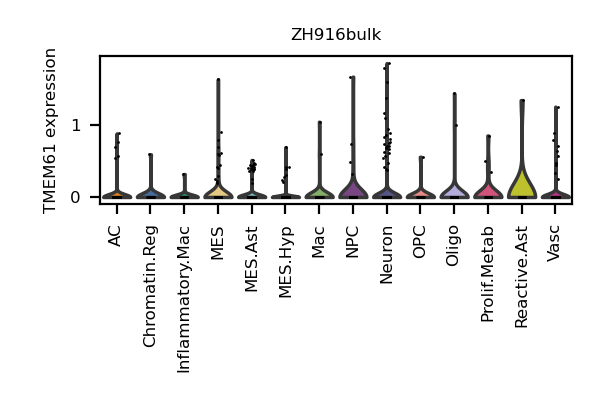 ZH916bulk
TMEM61 expression
1
0
AC
Chromatin.Reg
Inflammatory.Mac
MES
MES.Ast
MES.Hyp
Mac
NPC
Neuron
OPC
Oligo
Prolif.Metab
Reactive.Ast
Vasc